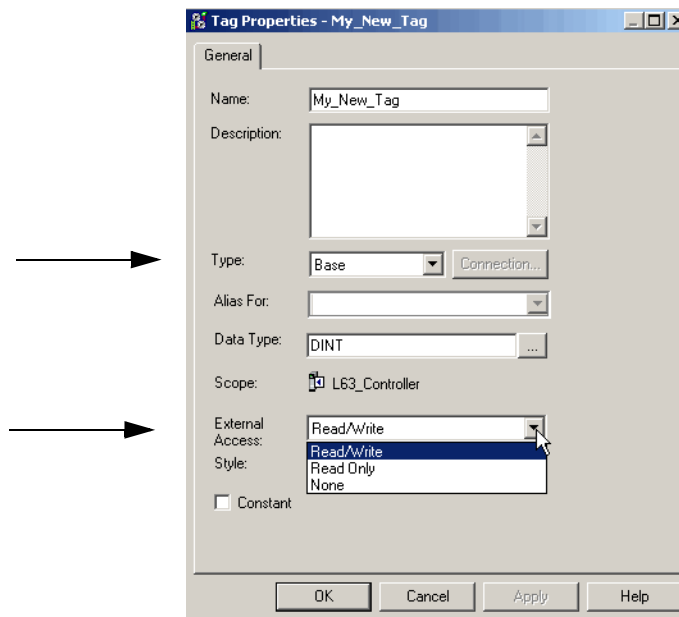 Tag Properties - My_New_Tag
General
Name: My_New_Tag
Description:
Type: Base Connection...
Alias For:
Data Type: DINT ...
Scope: L63_Controller
External Access: Read/Write
Read/Write
Style: Read Only
None
Constant
OK Cancel Apply Help